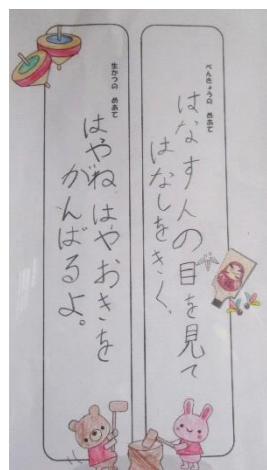 べんきょうの めあて
はなす人の目を見て
はなしをきく。
生かつの めあて
はやねはやおきを
がんばるよ。